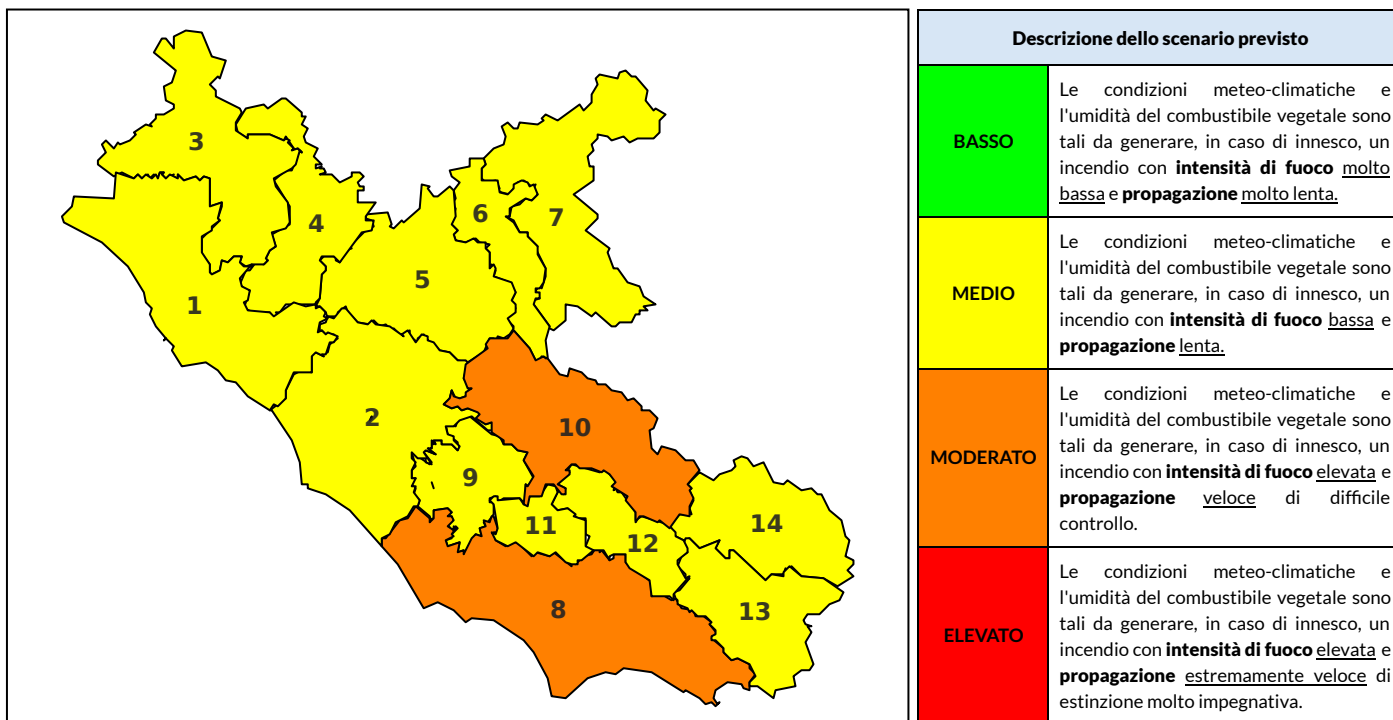 3
4
6
7
5
1
2
10
9
11
12
14
8
13
Descrizione dello scenario previsto
BASSO
Le condizioni meteo-climatiche e
l'umidità del combustibile vegetale sono
tali da generare, in caso di innesco, un
incendio con intensità di fuoco molto
bassa e propagazione molto lenta.
MEDIO
Le condizioni meteo-climatiche e
l'umidità del combustibile vegetale sono
tali da generare, in caso di innesco, un
incendio con intensità di fuoco bassa e
propagazione lenta.
MODERATO
Le condizioni meteo-climatiche e
l'umidità del combustibile vegetale sono
tali da generare, in caso di innesco, un
incendio con intensità di fuoco elevata e
propagazione veloce di difficile
controllo.
ELEVATO
Le condizioni meteo-climatiche e
l'umidità del combustibile vegetale sono
tali da generare, in caso di innesco, un
incendio con intensità di fuoco elevata e
propagazione estremamente veloce di
estinzione molto impegnativa.